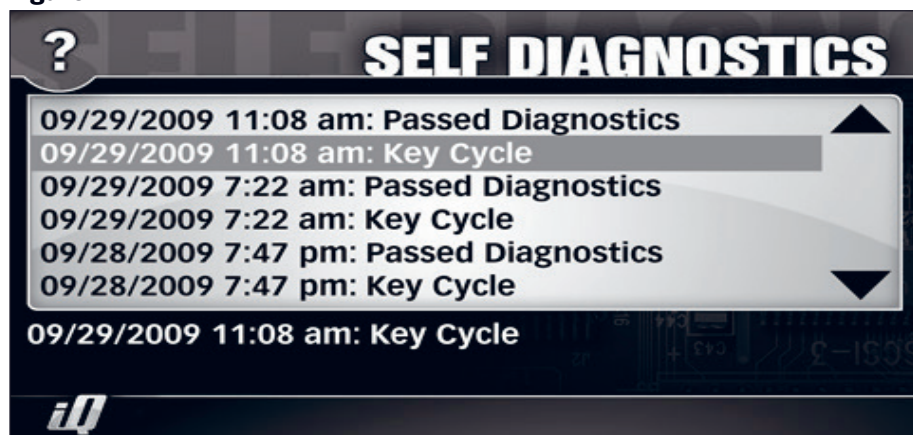 ?
SELF DIAGNOSTICS
09/29/2009 11:08 am: Passed Diagnostics
09/29/2009 11:08 am: Key Cycle
09/29/2009 7:22 am: Passed Diagnostics
09/29/2009 7:22 am: Key Cycle
09/28/2009 7:47 pm: Passed Diagnostics
09/28/2009 7:47 pm: Key Cycle
09/29/2009 11:08 am: Key Cycle
iQ